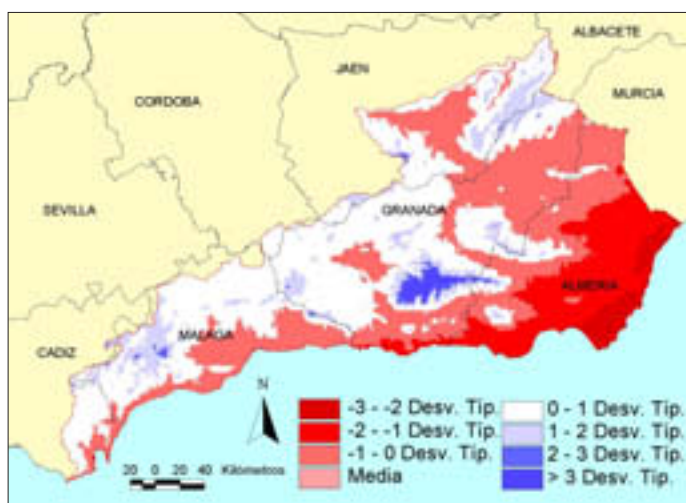 ALBACETE
JAEN
MURCIA
CORDOBA
SEVILLA
GRANADA
ALMERIA
MALAGA
CADIZ
N
20 0 20 40 Kilometros
-3 - -2 Desv. Tip.
-2 - -1 Desv. Tip.
-1 - 0 Desv. Tip.
Media
0 - 1 Desv. Tip.
1 - 2 Desv. Tip.
2 - 3 Desv. Tip.
> 3 Desv. Tip.